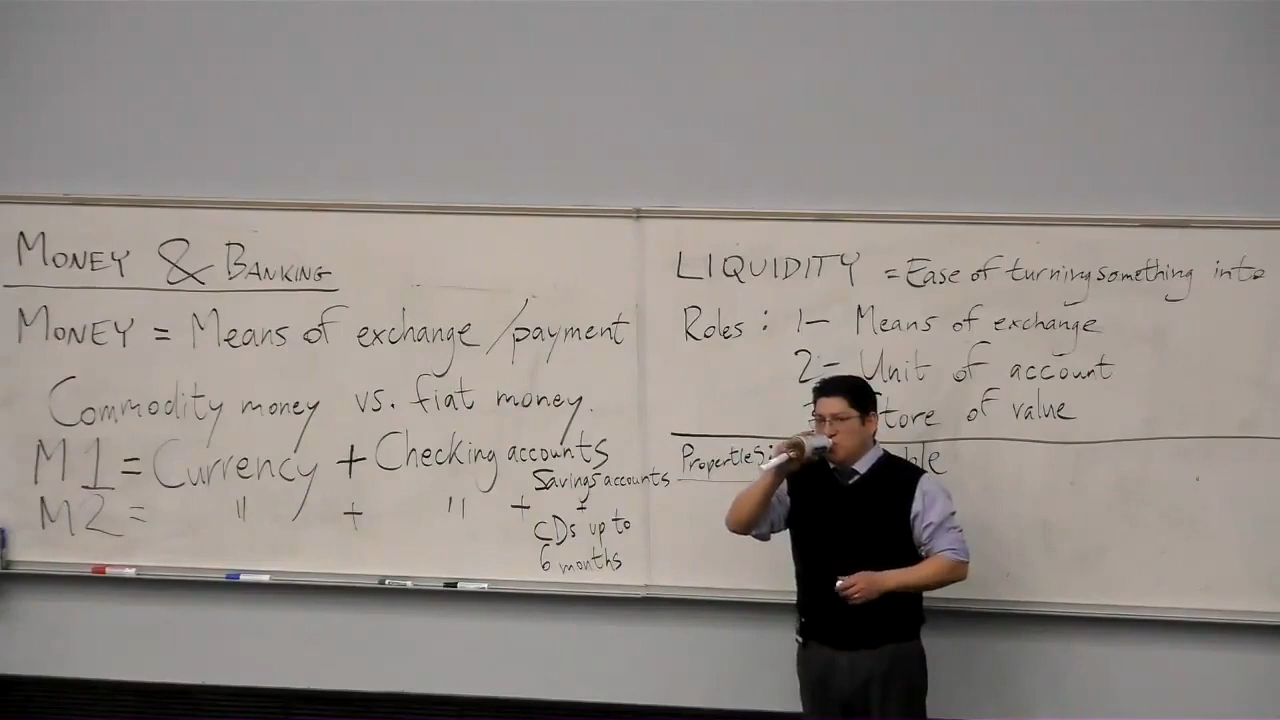 MONEY & BANKING
MONEY = Means of exchange/payment
Commodity money vs. fiat money.
M1 = Currency + Checking accounts
M2 = " + " + Savings accounts
+
CDs up to
6 months
LIQUIDITY = Ease of turning something into
Roles: 1- Means of exchange
2- Unit of account
tore of value
Properties: